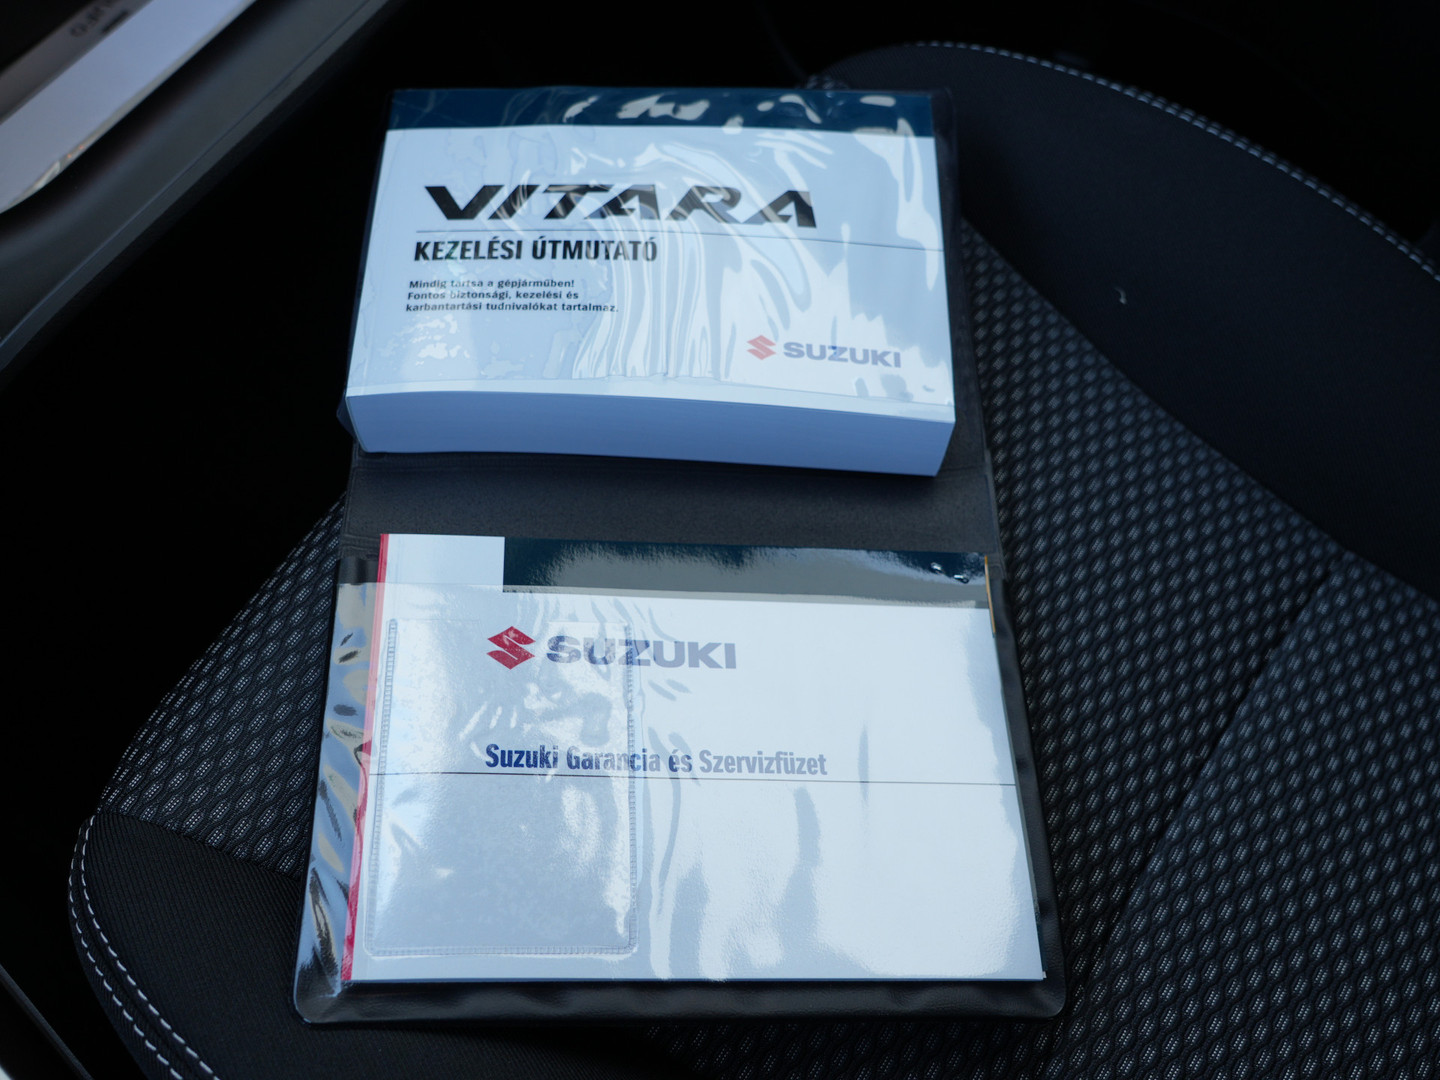 VITARA
KEZELÉSI ÚTMUTATÓ
Mindig tartsa a gépjárműben!
Fontos biztonsági, kezelési és
karbantartási tudnivalókat tartalmaz.
SUZUKI
SUZUKI
Suzuki Garancia és Szervizfüzet